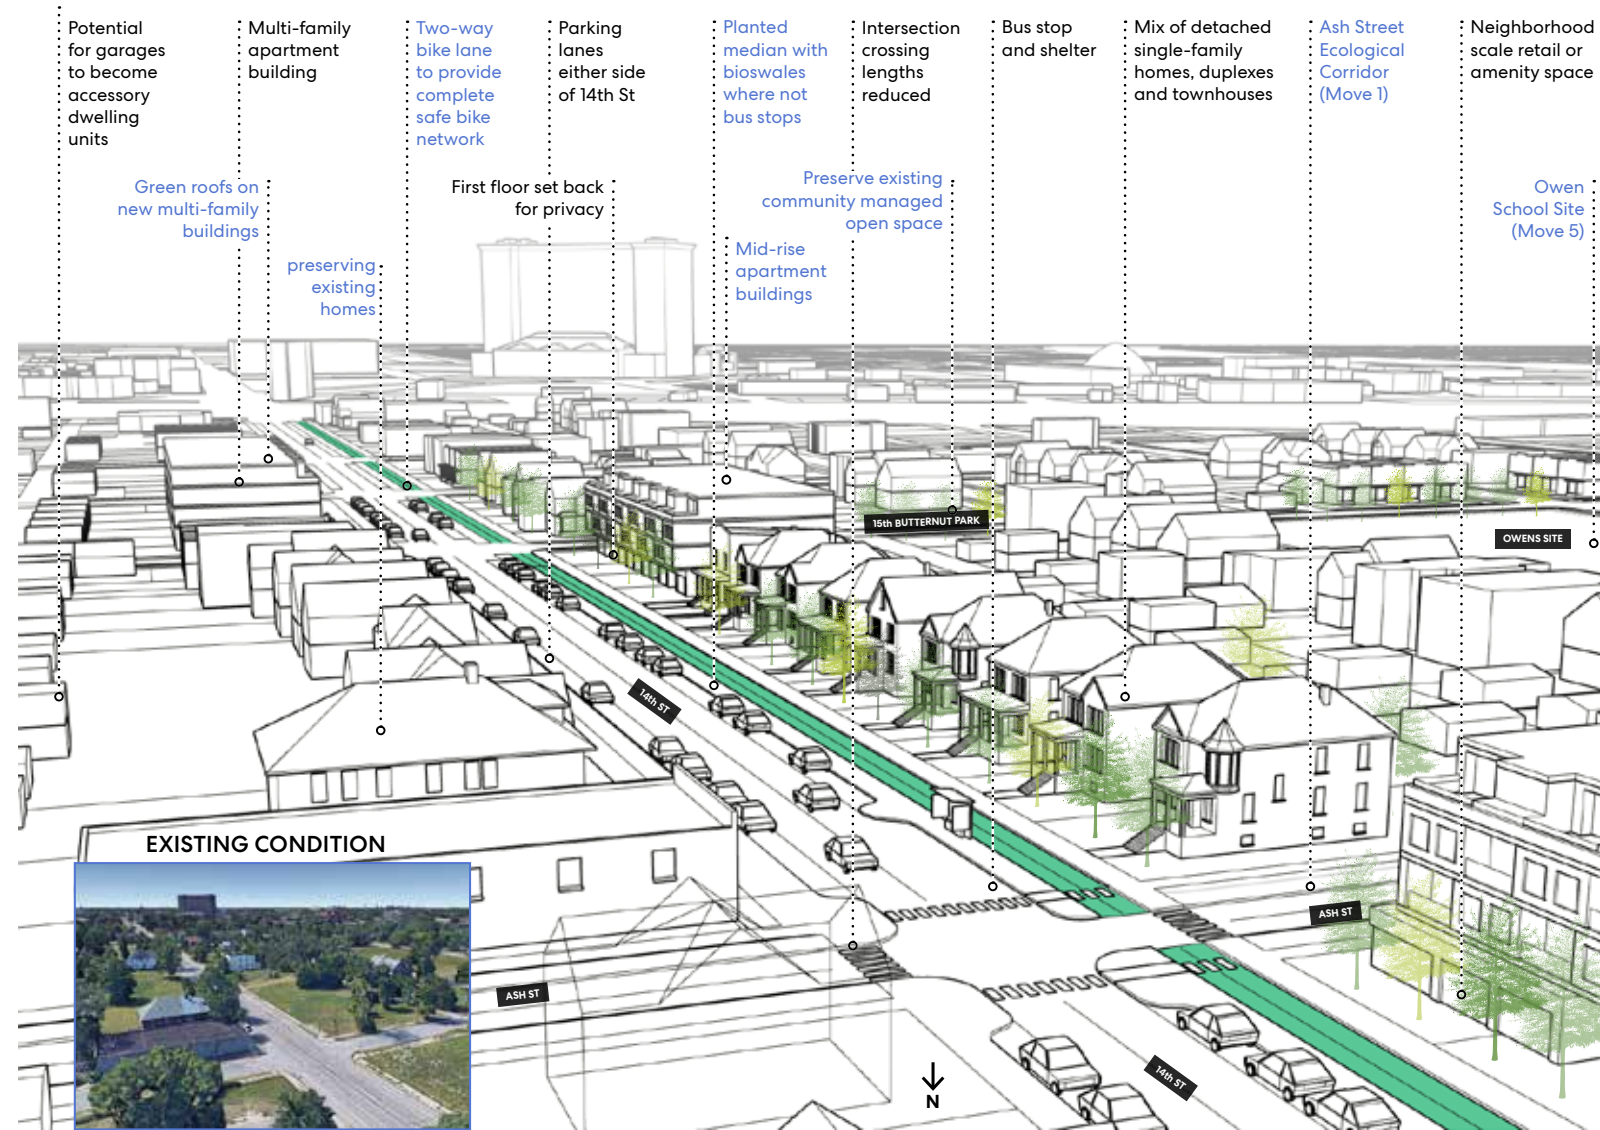 Potential
for garages
to become
accessory
dwelling
units
Multi-family
apartment
building
Two-way
bike lane
to provide
complete
safe bike
network
Parking
lanes
either side
of 14th St
Planted
median with
bioswales
where not
bus stops
Intersection
crossing
lengths
reduced
Bus stop
and shelter
Mix of detached
single-family
homes, duplexes
and townhouses
Ash Street
Ecological
Corridor
(Move 1)
Neighborhood
scale retail or
amenity space
Green roofs on
new multi-family
buildings
First floor set back
for privacy
Preserve existing
community managed
open space
Owen
School Site
(Move 5)
preserving
existing
homes
Mid-rise
apartment
buildings
15th BUTTERNUT PARK
OWENS SITE
14th ST
EXISTING CONDITION
ASH ST
ASH ST
14th ST
N